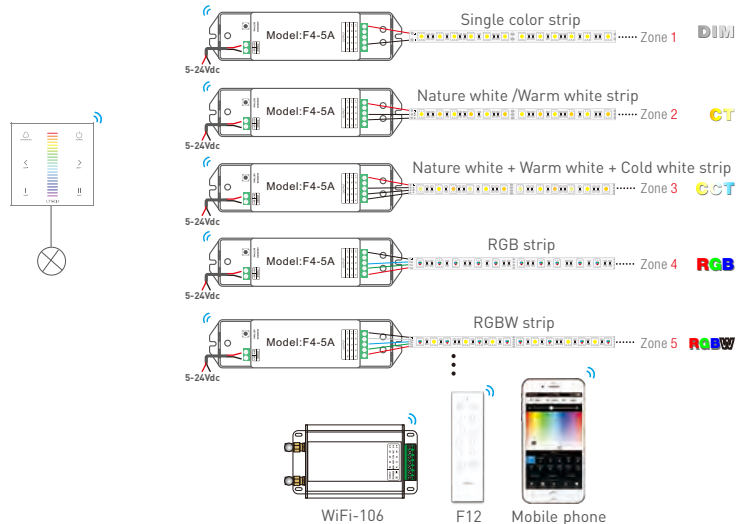 Single color strip
Model:F4-5A
5-24Vdc
Zone 1
DIM
Nature white /Warm white strip
Model:F4-5A
5-24Vdc
Zone 2
CT
Nature white + Warm white + Cold white strip
Model:F4-5A
5-24Vdc
Zone 3
CCT
RGB strip
Model:F4-5A
5-24Vdc
Zone 4
RGB
RGBW strip
Model:F4-5A
5-24Vdc
Zone 5
RGBW
WiFi-106
F12
Mobile phone